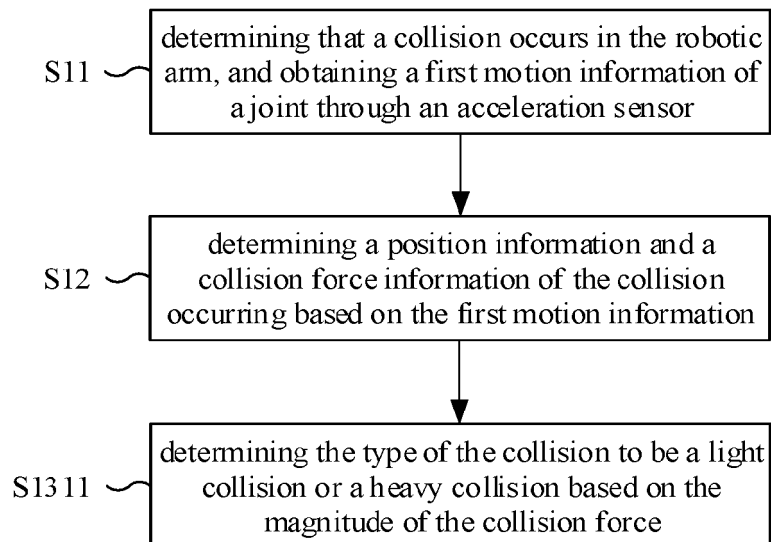 S11
determining that a collision occurs in the robotic
arm, and obtaining a first motion information of
a joint through an acceleration sensor
S12
determining a position information and a
collision force information of the collision
occurring based on the first motion information
S1311
determining the type of the collision to be a light
collision or a heavy collision based on the
magnitude of the collision force